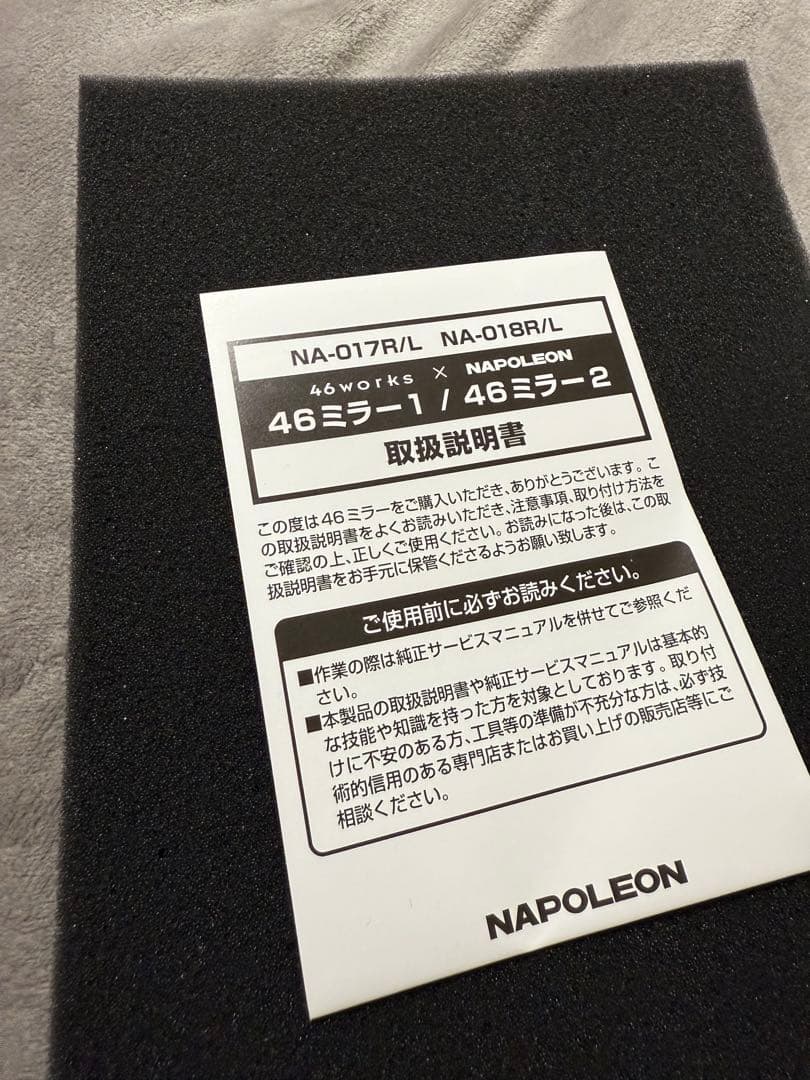 NA-017R/L NA-018R/L
46works × NAPOLEON
46ミラー1 / 46ミラー2
取扱説明書
この度は46ミラーをご購入いただき、ありがとうございます。こ
の取扱説明書をよくお読みいただき、注意事項、取り付け方法を
ご確認の上、正しくご使用ください。お読みになった後は、この取
扱説明書をお手元に保管くださるようお願い致します。
ご使用前に必ずお読みください。
■作業の際は純正サービスマニュアルを併せてご参照くだ
さい。
■本製品の取扱説明書や純正サービスマニュアルは基本的
な技能や知識を持った方を対象としております。取り付
けに不安のある方、工具等の準備が不充分な方は、必ず技
術的信用のある専門店またはお買い上げの販売店等にご
相談ください。
NAPOLEON